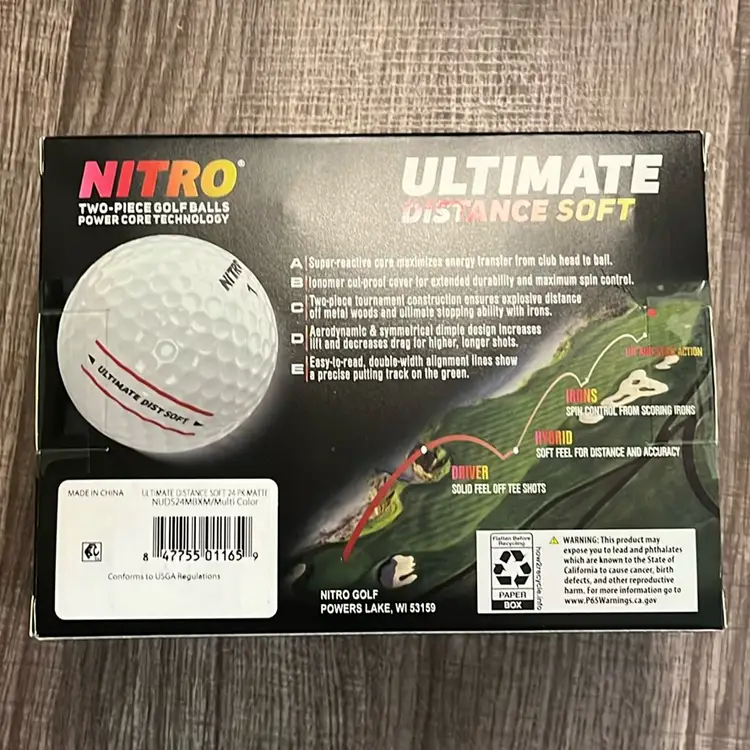 NITRO®
TWO-PIECE GOLF BALLS
POWER CORE TECHNOLOGY
ULTIMATE
DISTANCE SOFT
A Super-reactive core maximizes energy transfer from club head to ball.
B Ionomer cut-proof cover for extended durability and maximum spin control.
C Two-piece tournament construction ensures explosive distance
off metal woods and ultimate stopping ability with irons.
D Aerodynamic & symmetrical dimple design increases
lift and decreases drag for higher, longer shots.
E Easy-to-read, double-width alignment lines show
a precise putting track on the green.
NITRO
1
ULTIMATE DIST SOFT
ACTION
IRONS
SPIN CONTROL FROM SCORING IRONS
HYBRID
SOFT FEEL FOR DISTANCE AND ACCURACY
DRIVER
SOLID FEEL OFF TEE SHOTS
MADE IN CHINA
ULTIMATE DISTANCE SOFT 24 PK MATTE
NUDS24MBXM/Multi Color
8 47755 01165 9
Conforms to USGA Regulations
NITRO GOLF
POWERS LAKE, WI 53159
Flatten Before
Recycling
PAPER
BOX
how2recycle.info
WARNING: This product may
expose you to lead and phthalates
which are known to the State of
California to cause cancer, birth
defects, and other reproductive
harm. For more information go to
www.P65Warnings.ca.gov